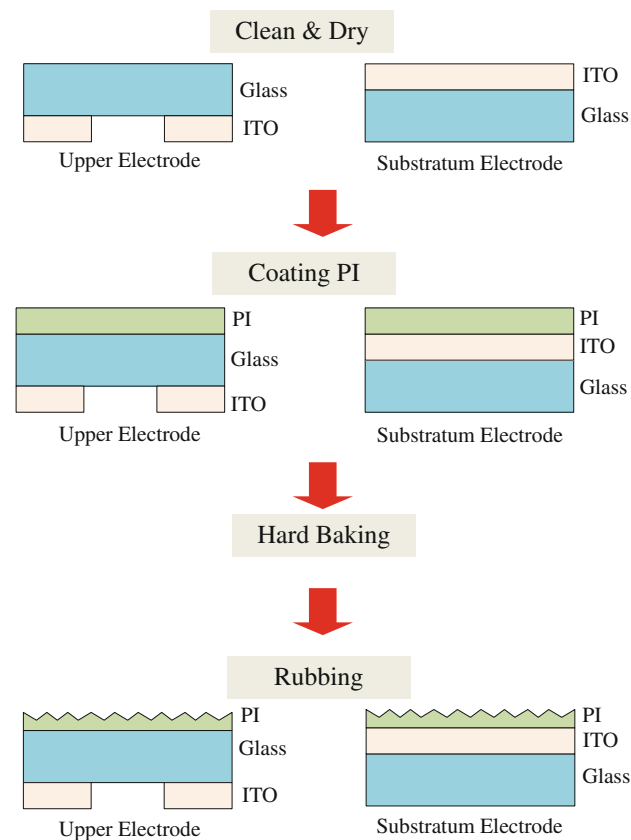 Clean & Dry
Glass
ITO
Upper Electrode
ITO
Glass
Substratum Electrode
Coating PI
PI
Glass
ITO
Upper Electrode
PI
ITO
Glass
Substratum Electrode
Hard Baking
Rubbing
PI
Glass
ITO
Upper Electrode
PI
ITO
Glass
Substratum Electrode